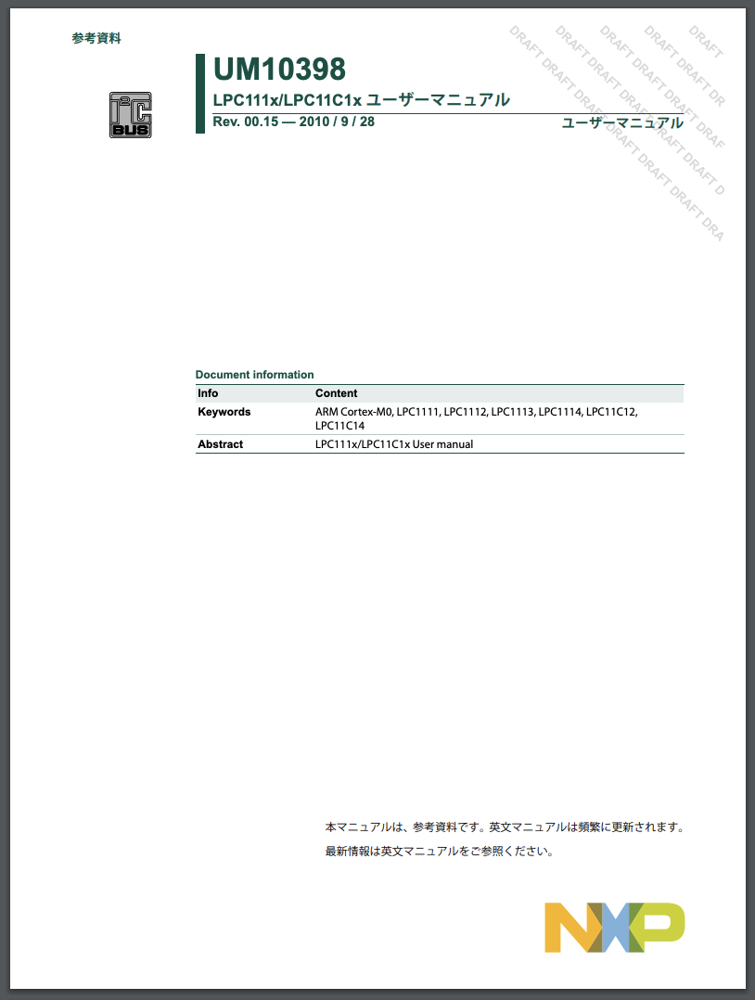 参考資料
I²C
BUS
UM10398
LPC111x/LPC11C1x ユーザーマニュアル
Rev. 00.15 — 2010 / 9 / 28
ユーザーマニュアル
DRAFT DRAFT DRAFT DRAFT DRAFT DRAFT DRA
DRAFT DRAFT DRAFT DRAFT DRAFT D
DRAFT DRAFT DRAFT DRAF
DRAFT DRAFT DR
DRAFT
Document information
Info Content
Keywords ARM Cortex-M0, LPC1111, LPC1112, LPC1113, LPC1114, LPC11C12,
LPC11C14
Abstract LPC111x/LPC11C1x User manual
本マニュアルは、参考資料です。英文マニュアルは頻繁に更新されます。
最新情報は英文マニュアルをご参照ください。
NXP